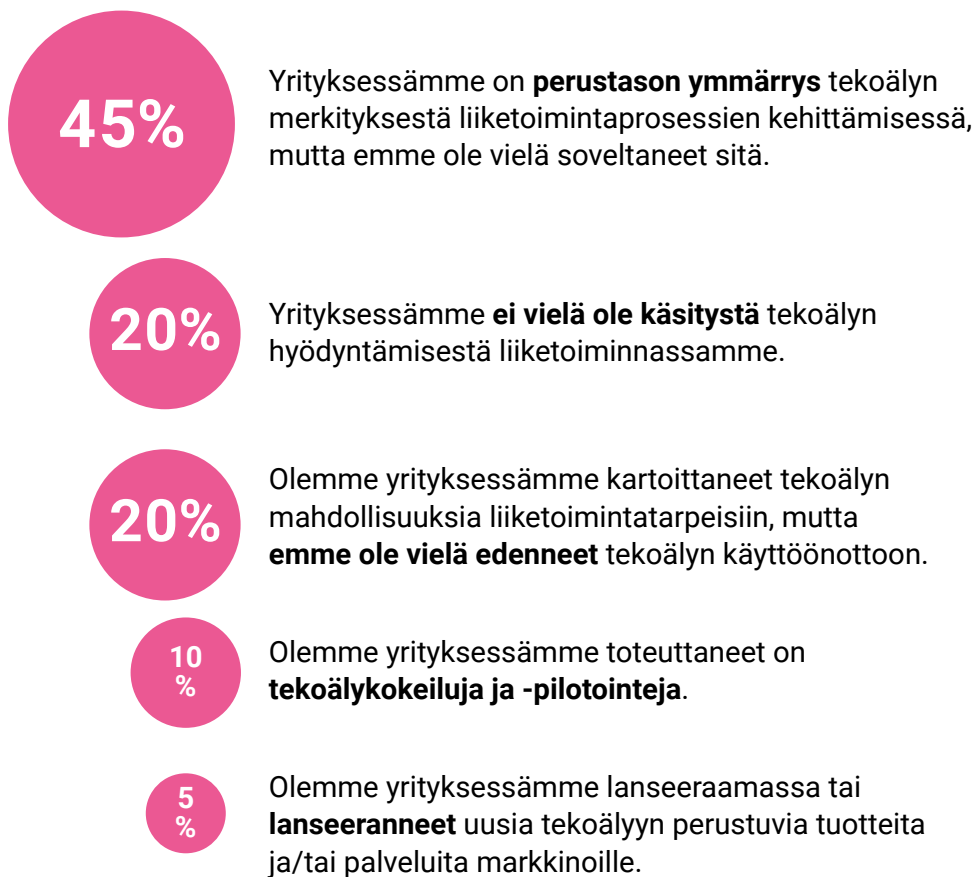 45%
Yrityksessämme on perustason ymmärrys tekoälyn
merkityksestä liiketoimintaprosessien kehittämisessä,
mutta emme ole vielä soveltaneet sitä.
20%
Yrityksessämme ei vielä ole käsitystä tekoälyn
hyödyntämisestä liiketoiminnassamme.
20%
Olemme yrityksessämme kartoittaneet tekoälyn
mahdollisuuksia liiketoimintatarpeisiin, mutta
emme ole vielä edenneet tekoälyn käyttöönottoon.
10
%
Olemme yrityksessämme toteuttaneet on
tekoälykokeiluja ja -pilotointeja.
5
%
Olemme yrityksessämme lanseeraamassa tai
lanseeranneet uusia tekoälyyn perustuvia tuotteita
ja/tai palveluita markkinoille.